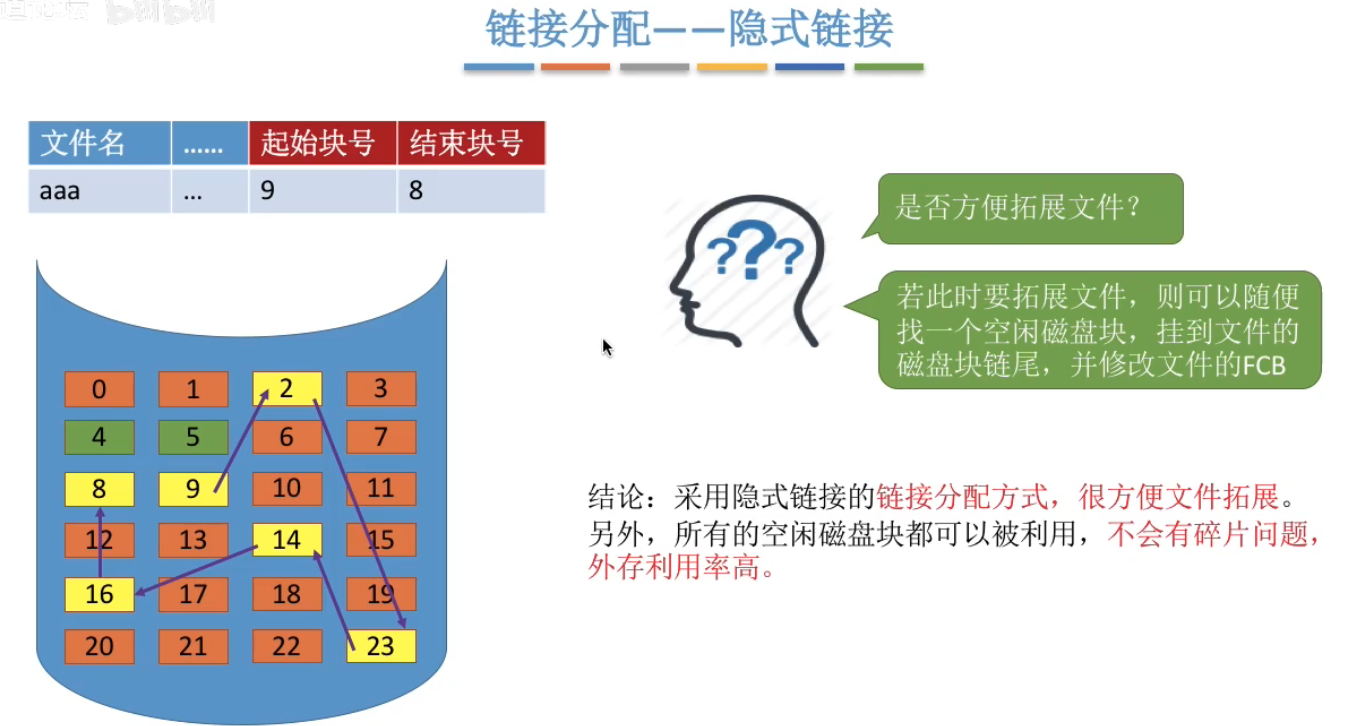 链接分配——隐式链接
文件名 …… 起始块号 结束块号
aaa … 9 8
???
是否方便拓展文件？
若此时要拓展文件，则可以随便
找一个空闲磁盘块，挂到文件的
磁盘块链尾，并修改文件的FCB
0 1 2 3
4 5 6 7
8 9 10 11
12 13 14 15
16 17 18 19
20 21 22 23
结论：采用隐式链接的链接分配方式，很方便文件拓展。
另外，所有的空闲磁盘块都可以被利用，不会有碎片问题，
外存利用率高。